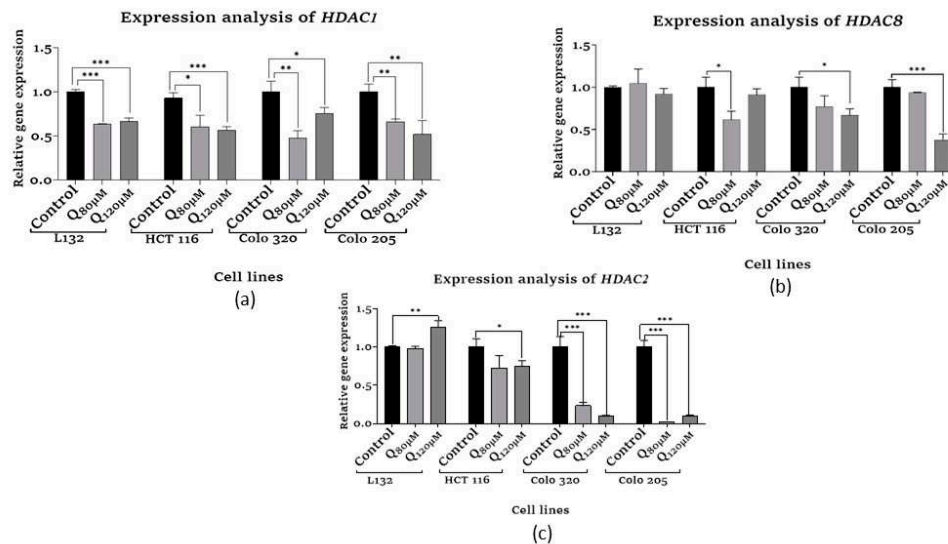 Expression analysis of HDAC1
Relative gene expression
1.5
1.0
0.5
0.0
***
***
***
*
*
**
**
**
Control
Q80µM
Q120µM
Control
Q80µM
Q120µM
Control
Q80µM
Q120µM
Control
Q80µM
Q120µM
L132
HCT 116
Colo 320
Colo 205
Cell lines
(a)
Expression analysis of HDAC8
Relative gene expression
1.5
1.0
0.5
0.0
*
*
***
Control
Q80µM
Q120µM
Control
Q80µM
Q120µM
Control
Q80µM
Q120µM
Control
Q80µM
Q120µM
L132
HCT 116
Colo 320
Colo 205
Cell lines
(b)
Expression analysis of HDAC2
Relative gene expression
1.5
1.0
0.5
0.0
**
*
***
***
***
***
Control
Q80µM
Q120µM
Control
Q80µM
Q120µM
Control
Q80µM
Q120µM
Control
Q80µM
Q120µM
L132
HCT 116
Colo 320
Colo 205
Cell lines
(c)